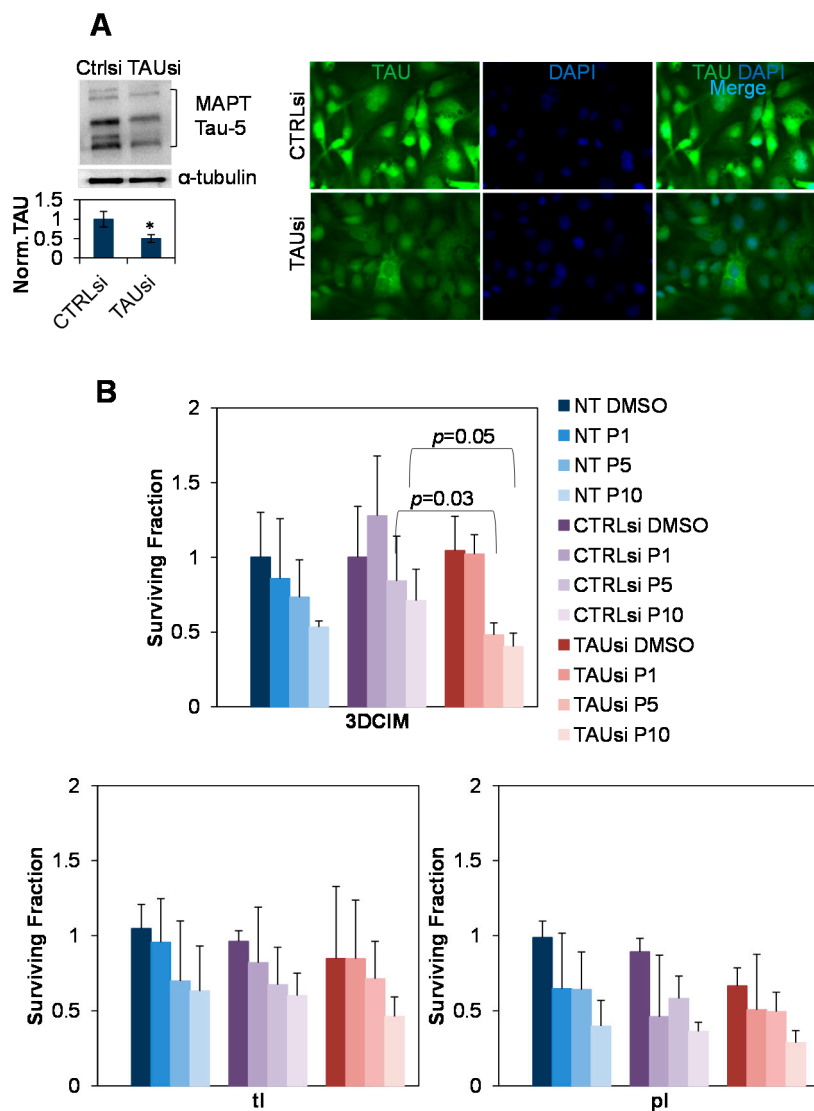 A
Ctrlsi TAUsi
MAPT
Tau-5
α-tubulin
Norm.TAU
1.5
1
0.5
0
CTRLsi
TAUsi
TAU
DAPI
TAU DAPI
Merge
CTRLsi
TAUsi
B
Surviving Fraction
2
1.5
1
0.5
0
p=0.05
p=0.03
3DCIM
NT DMSO
NT P1
NT P5
NT P10
CTRLsi DMSO
CTRLsi P1
CTRLsi P5
CTRLsi P10
TAUsi DMSO
TAUsi P1
TAUsi P5
TAUsi P10
Surviving Fraction
2
1.5
1
0.5
0
tI
Surviving Fraction
2
1.5
1
0.5
0
pI